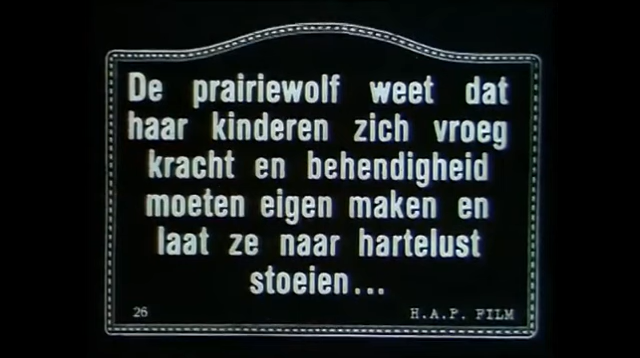 De prairiewolf weet dat
haar kinderen zich vroeg
kracht en behendigheid
moeten eigen maken en
laat ze naar hartelust
stoeien...
26 H.A.P. FILM